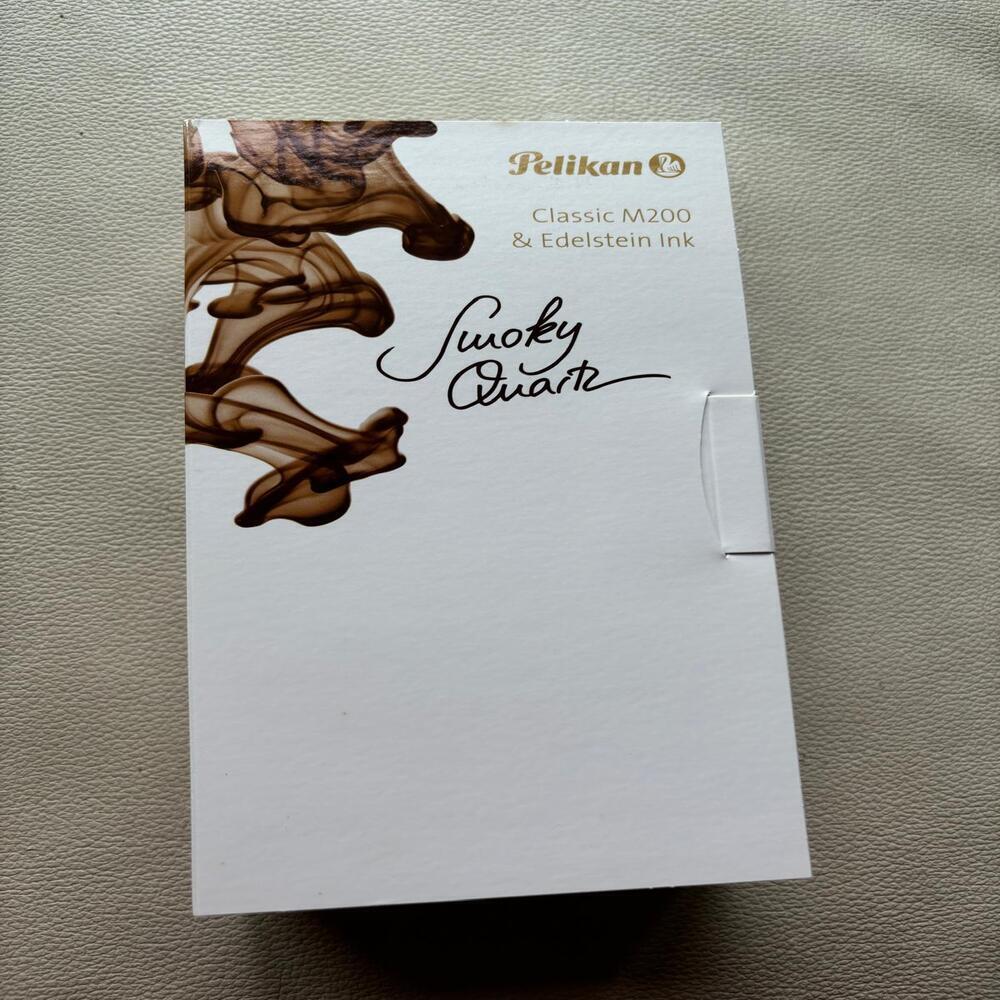 Pelikan
Classic M200
& Edelstein Ink
Smoky
Quartz